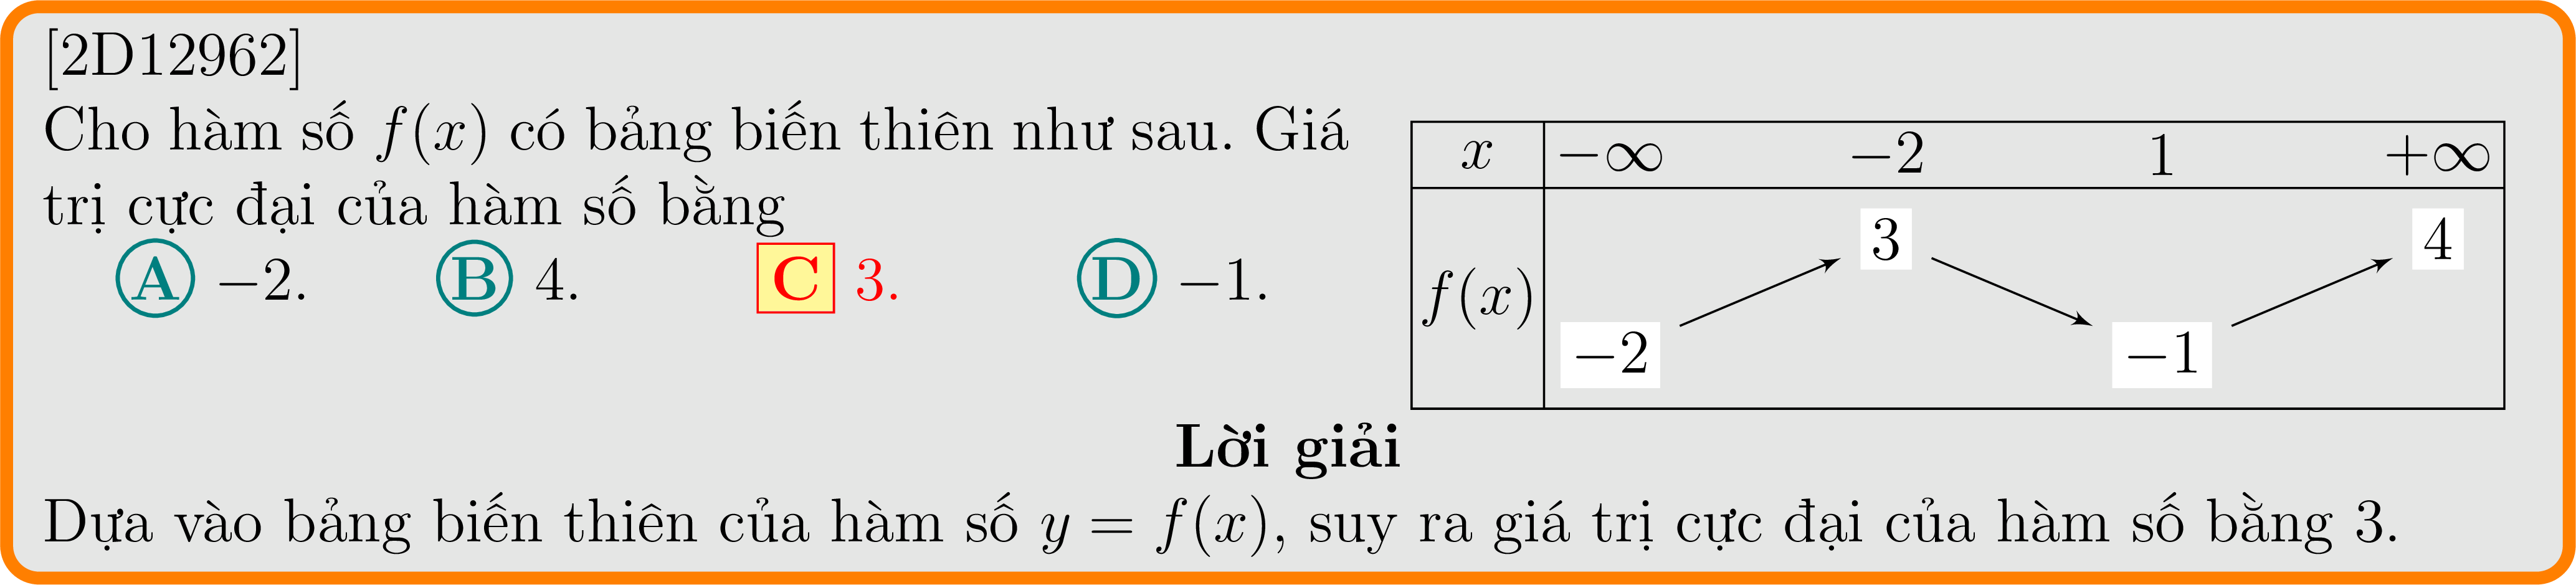 [2D12962]
Cho hàm số f(x) có bảng biến thiên như sau. Giá
trị cực đại của hàm số bằng
A −2. B 4. C 3. D −1.
x −∞ −2 1 +∞
3 4
f(x)
−2 −1
Lời giải
Dựa vào bảng biến thiên của hàm số y = f(x), suy ra giá trị cực đại của hàm số bằng 3.